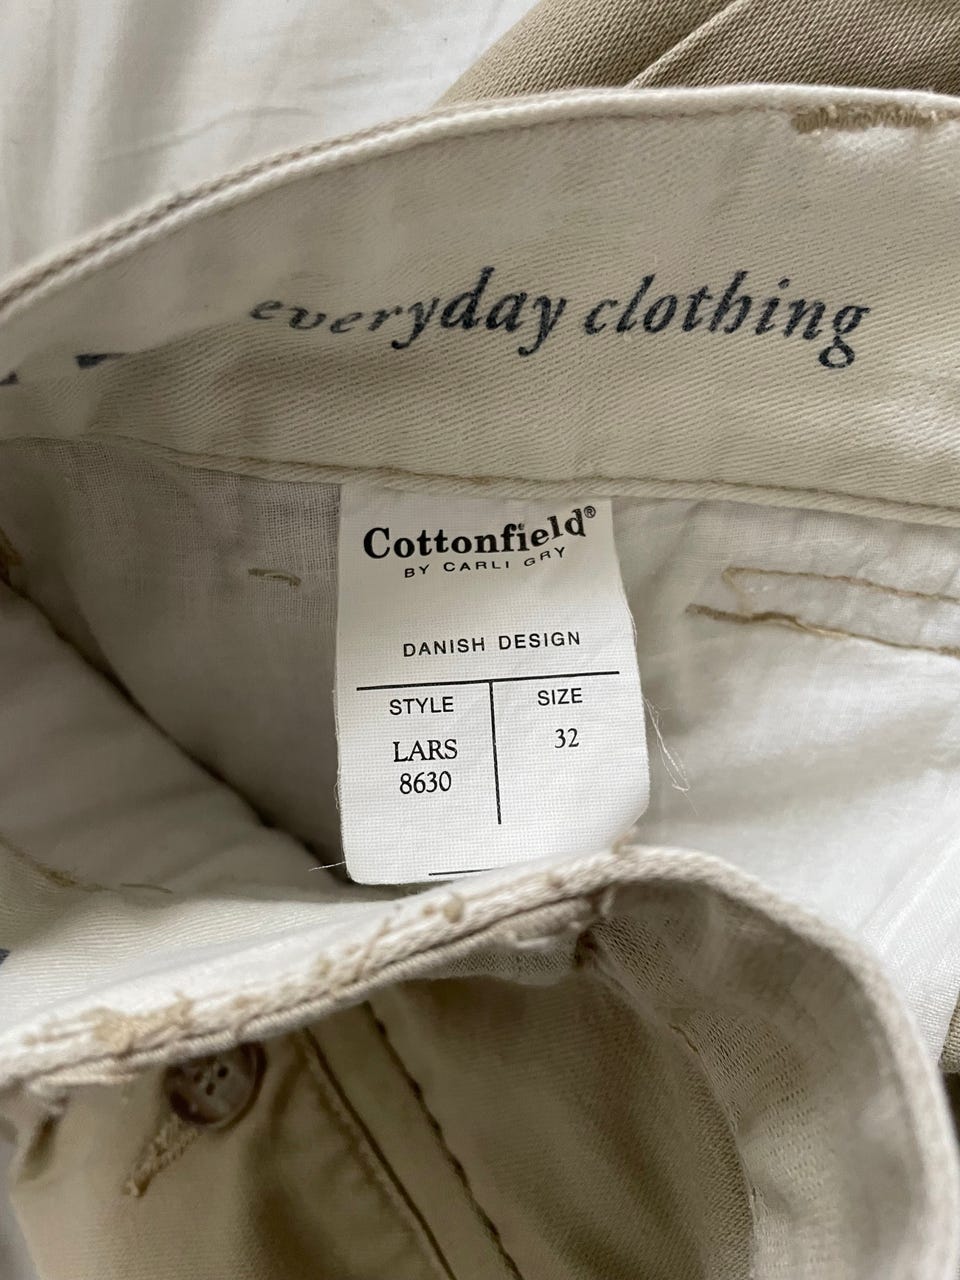 everyday clothing
Cottonfield®
BY CARLI GRY
DANISH DESIGN
STYLE
SIZE
LARS
32
8630